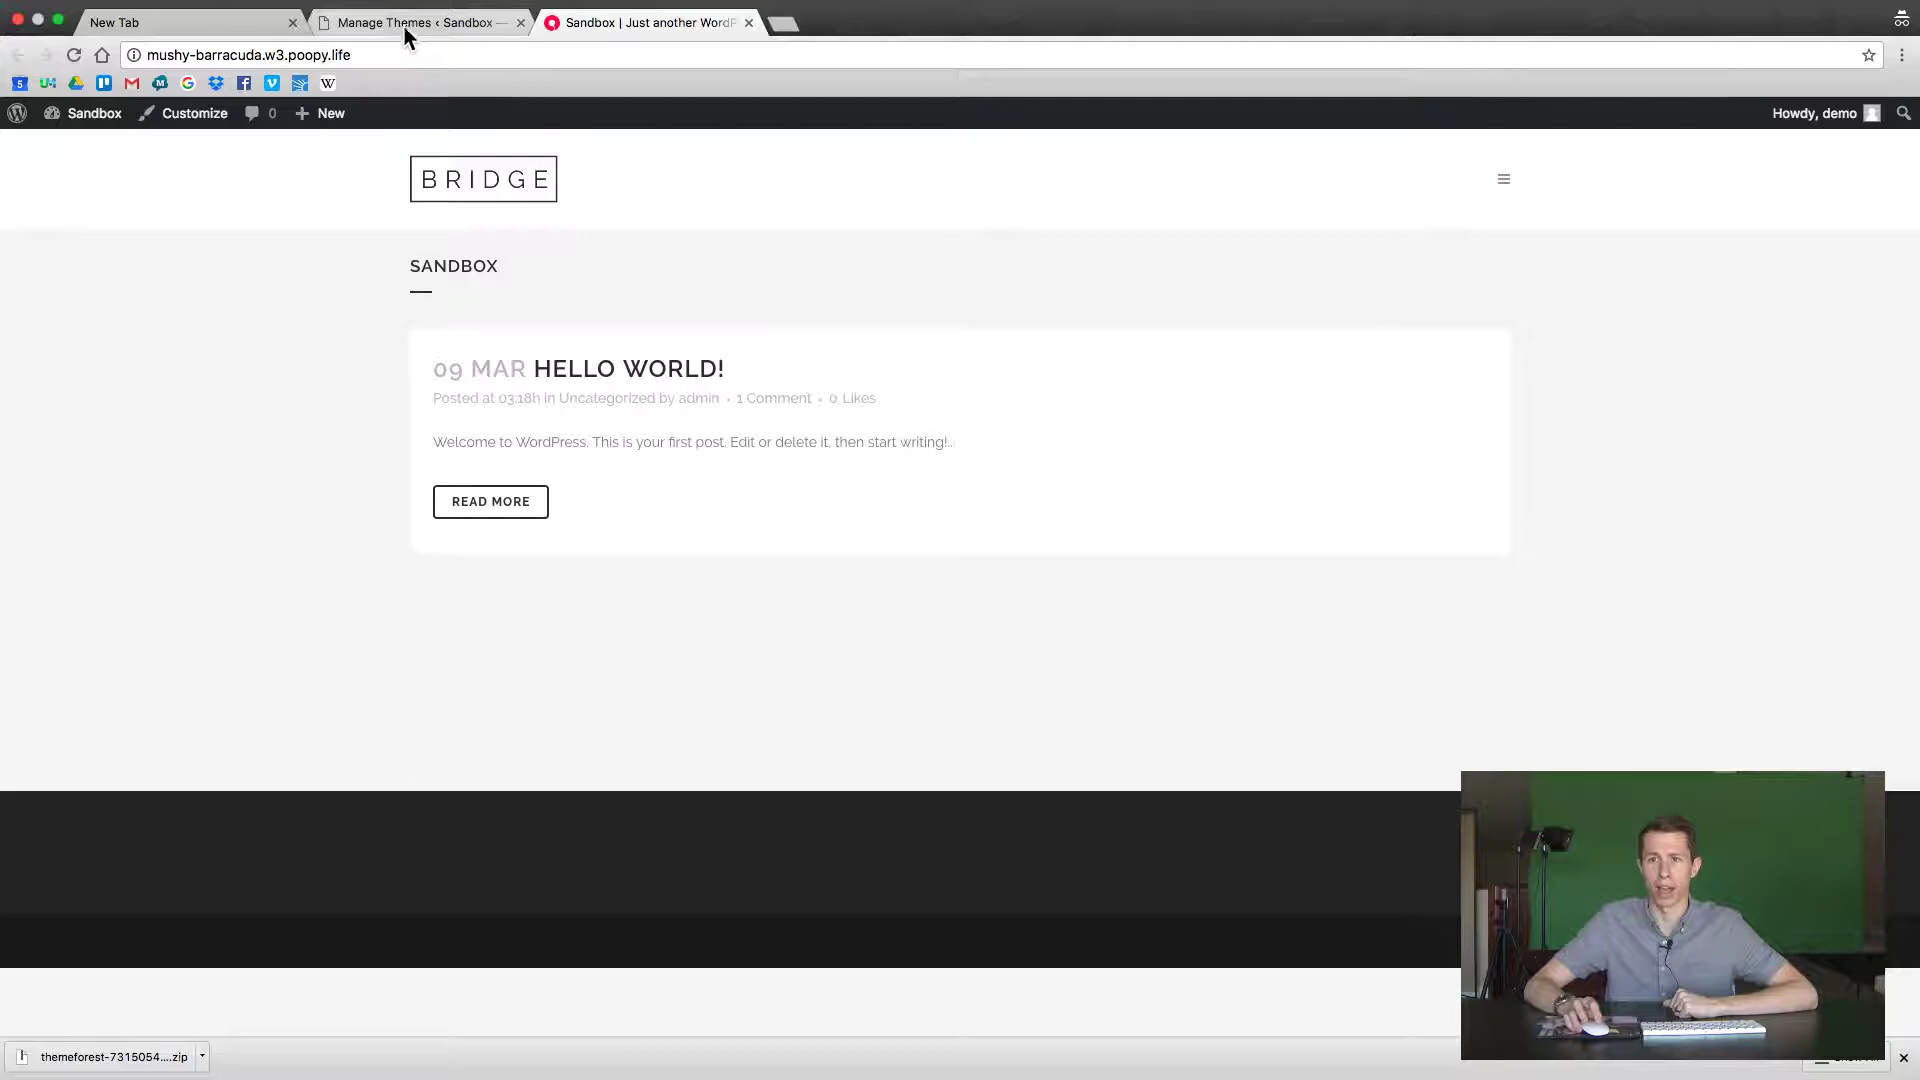 New Tab
Manage Themes ‹ Sandbox —
Sandbox | Just another WordP
mushy-barracuda.w3.poopy.life
Sandbox
Customize
0
New
Howdy, demo
BRIDGE
SANDBOX
09 MAR HELLO WORLD!
Posted at 03:18h in Uncategorized by admin • 1 Comment • 0 Likes
Welcome to WordPress. This is your first post. Edit or delete it, then start writing!..
READ MORE
themeforest-7315054....zip